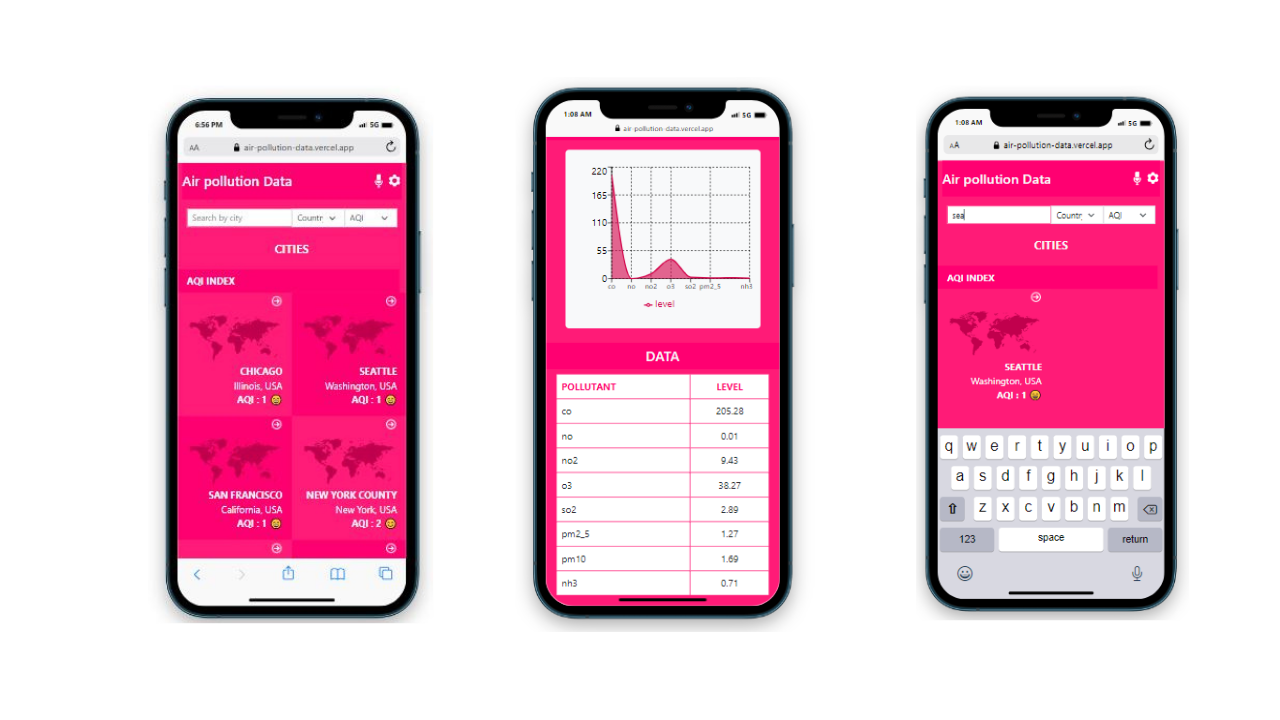 6:56 PM
5G
AA
air-pollution-data.vercel.app
Air pollution Data
Search by city
Countr
AQI
CITIES
AQI INDEX
CHICAGO
Illinois, USA
AQI : 1
SEATTLE
Washington, USA
AQI : 1
SAN FRANCISCO
California, USA
AQI : 1
NEW YORK COUNTY
New York, USA
AQI : 2
1:08 AM
5G
air-pollution-data.vercel.app
220
165
110
55
0
co no no2 o3 so2 pm2_5 nh3
level
DATA
POLLUTANT LEVEL
co 205.28
no 0.01
no2 9.43
o3 38.27
so2 2.89
pm2_5 1.27
pm10 1.69
nh3 0.71
1:08 AM
5G
AA
air-pollution-data.vercel.app
Air pollution Data
sea
Countr
AQI
CITIES
AQI INDEX
SEATTLE
Washington, USA
AQI : 1
q w e r t y u i o p
a s d f g h j k l
z x c v b n m
123 space return